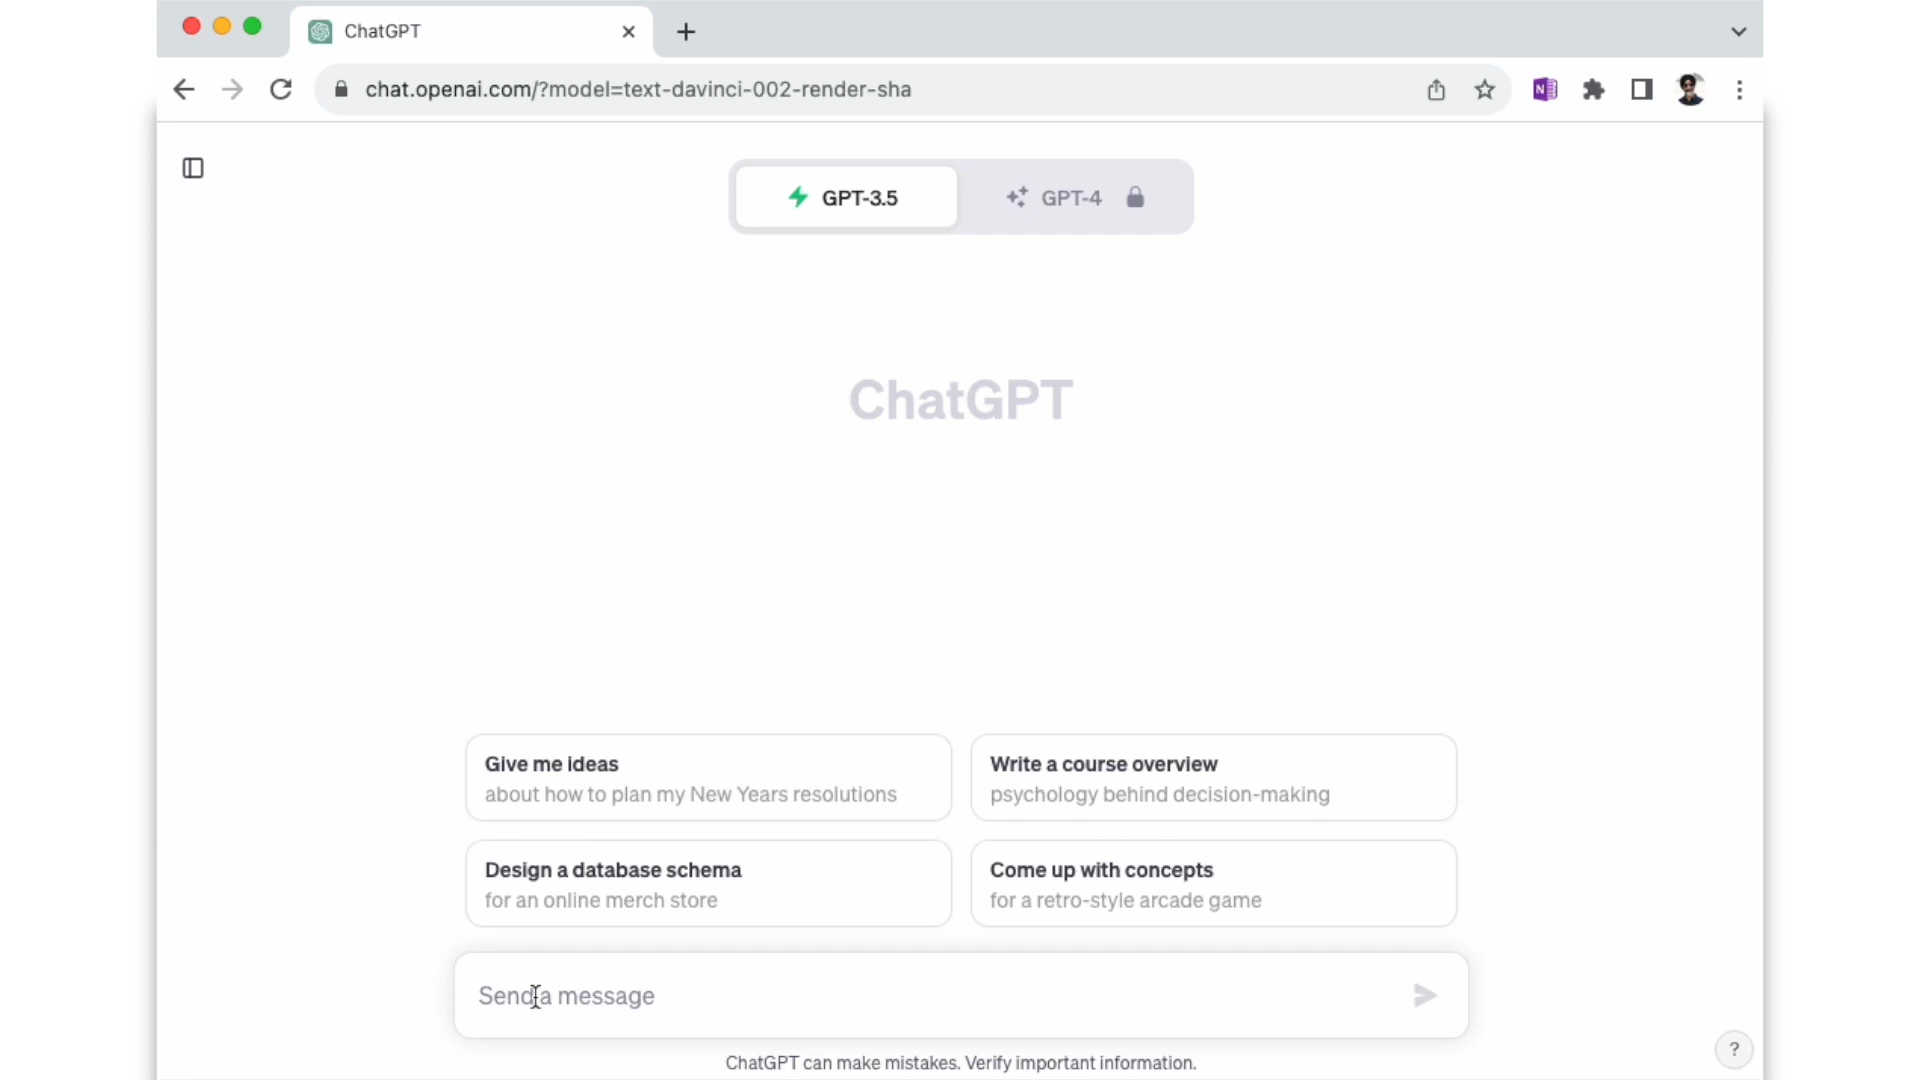 ChatGPT
chat.openai.com/?model=text-davinci-002-render-sha
N
GPT-3.5
GPT-4
ChatGPT
Give me ideas
about how to plan my New Years resolutions
Write a course overview
psychology behind decision-making
Design a database schema
for an online merch store
Come up with concepts
for a retro-style arcade game
Send a message
ChatGPT can make mistakes. Verify important information.
?